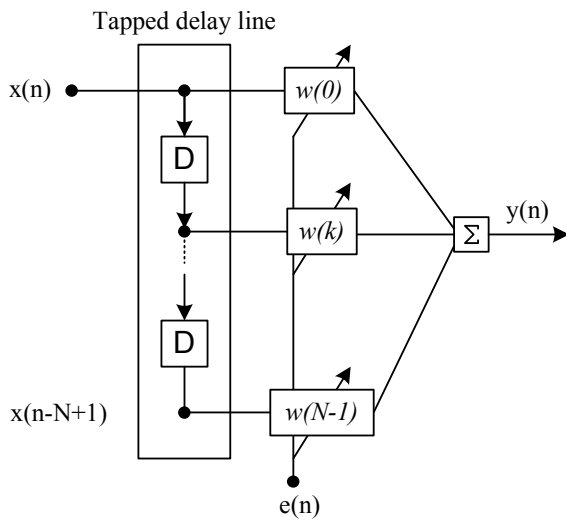 Tapped delay line
x(n)
w(0)
D
w(k)
Σ
y(n)
D
x(n-N+1)
w(N-1)
e(n)